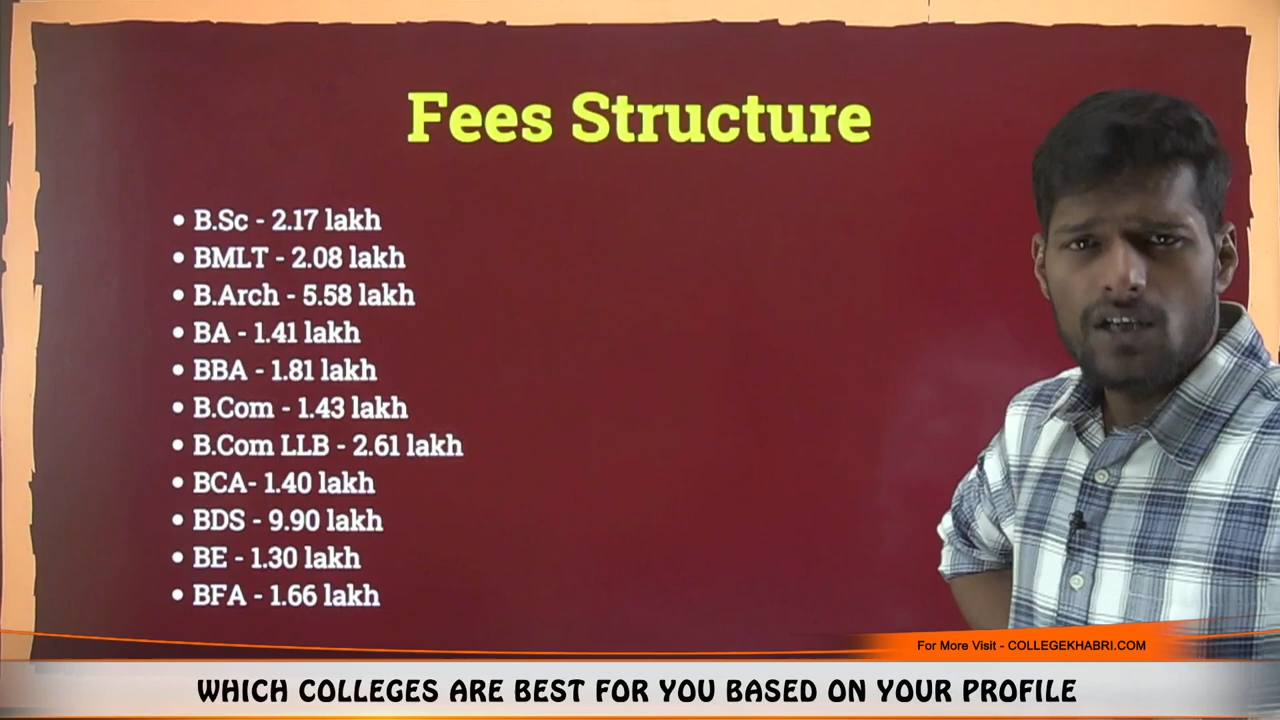 Fees Structure
• B.Sc - 2.17 lakh
• BMLT - 2.08 lakh
• B.Arch - 5.58 lakh
• BA - 1.41 lakh
• BBA - 1.81 lakh
• B.Com - 1.43 lakh
• B.Com LLB - 2.61 lakh
• BCA- 1.40 lakh
• BDS - 9.90 lakh
• BE - 1.30 lakh
• BFA - 1.66 lakh
For More Visit - COLLEGEKHABRI.COM
WHICH COLLEGES ARE BEST FOR YOU BASED ON YOUR PROFILE